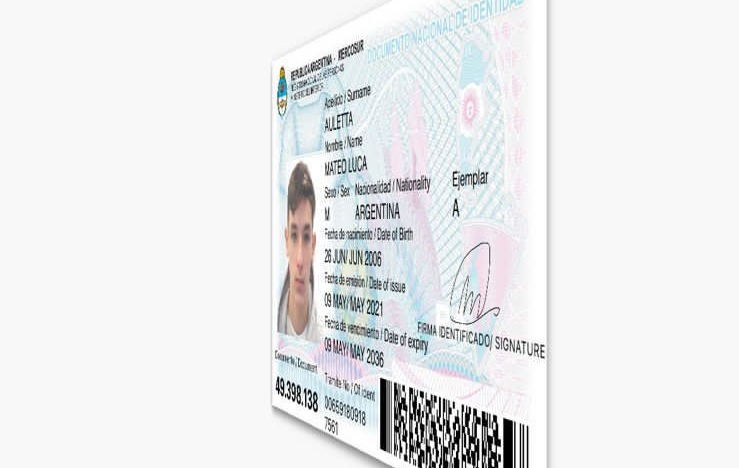 REPUBLICA ARGENTINA - MERCOSUR
DOCUMENTO NACIONAL DE IDENTIDAD
Apellido / Surname
AULETTA
Nombre / Name
MATEO LUCA
Sexo / Sex Nacionalidad / Nationality
M ARGENTINA
Ejemplar
A
Fecha de nacimiento / Date of Birth
26 JUN/ JUN 2006
Fecha de emisión / Date of issue
09 MAY/ MAY 2021
Fecha de vencimiento / Date of expiry
09 MAY/ MAY 2036
FIRMA IDENTIFICADO/ SIGNATURE
Documento / Document
49.398.138
Tramite No / Of. ident
00659180918
7561